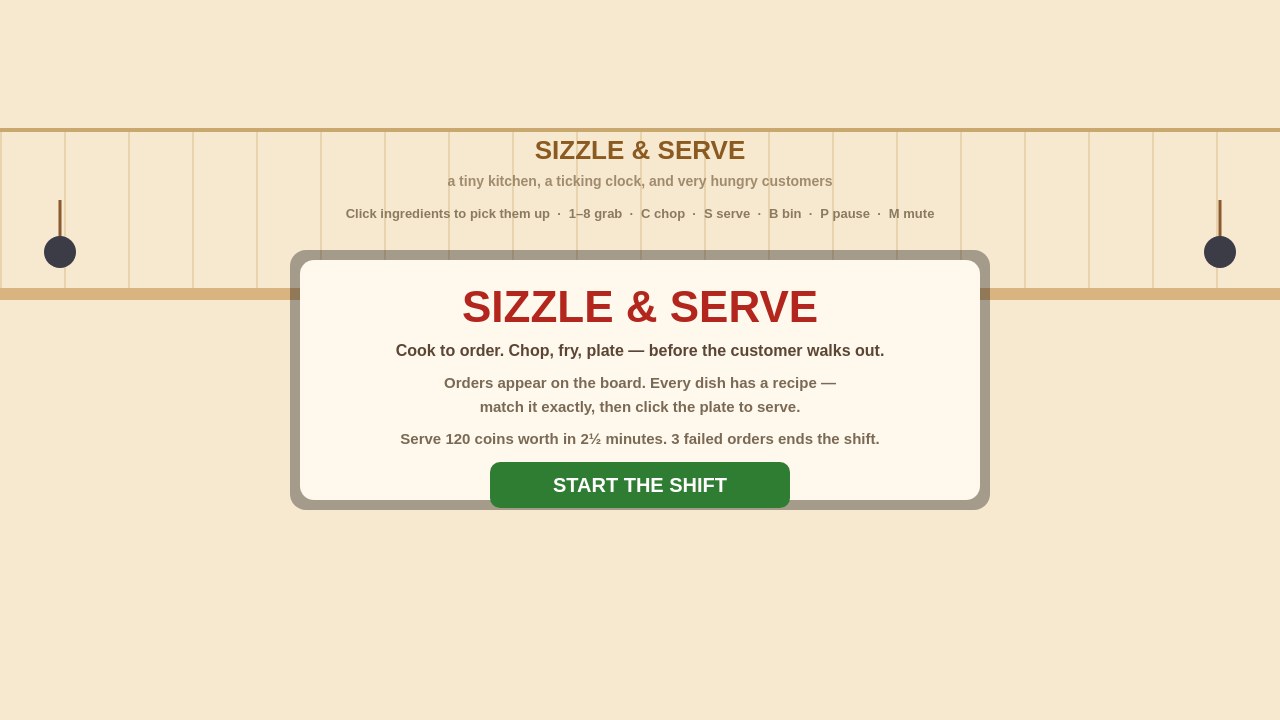 SIZZLE & SERVE
a tiny kitchen, a ticking clock, and very hungry customers
Click ingredients to pick them up · 1–8 grab · C chop · S serve · B bin · P pause · M mute
SIZZLE & SERVE
Cook to order. Chop, fry, plate — before the customer walks out.
Orders appear on the board. Every dish has a recipe —
match it exactly, then click the plate to serve.
Serve 120 coins worth in 2½ minutes. 3 failed orders ends the shift.
START THE SHIFT